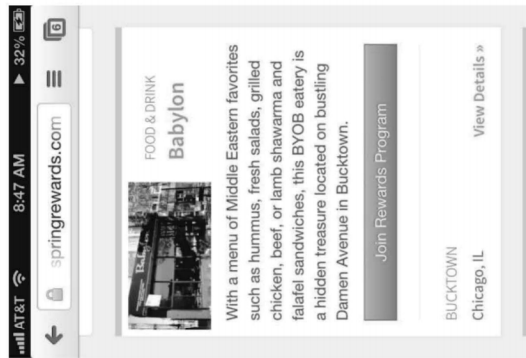 AT&T 8:47 AM 32%
springrewards.com 6
FOOD & DRINK
Babylon
With a menu of Middle Eastern favorites
such as hummus, fresh salads, grilled
chicken, beef, or lamb shawarma and
falafel sandwiches, this BYOB eatery is
a hidden treasure located on bustling
Damen Avenue in Bucktown.
Join Rewards Program
BUCKTOWN
Chicago, IL
View Details »